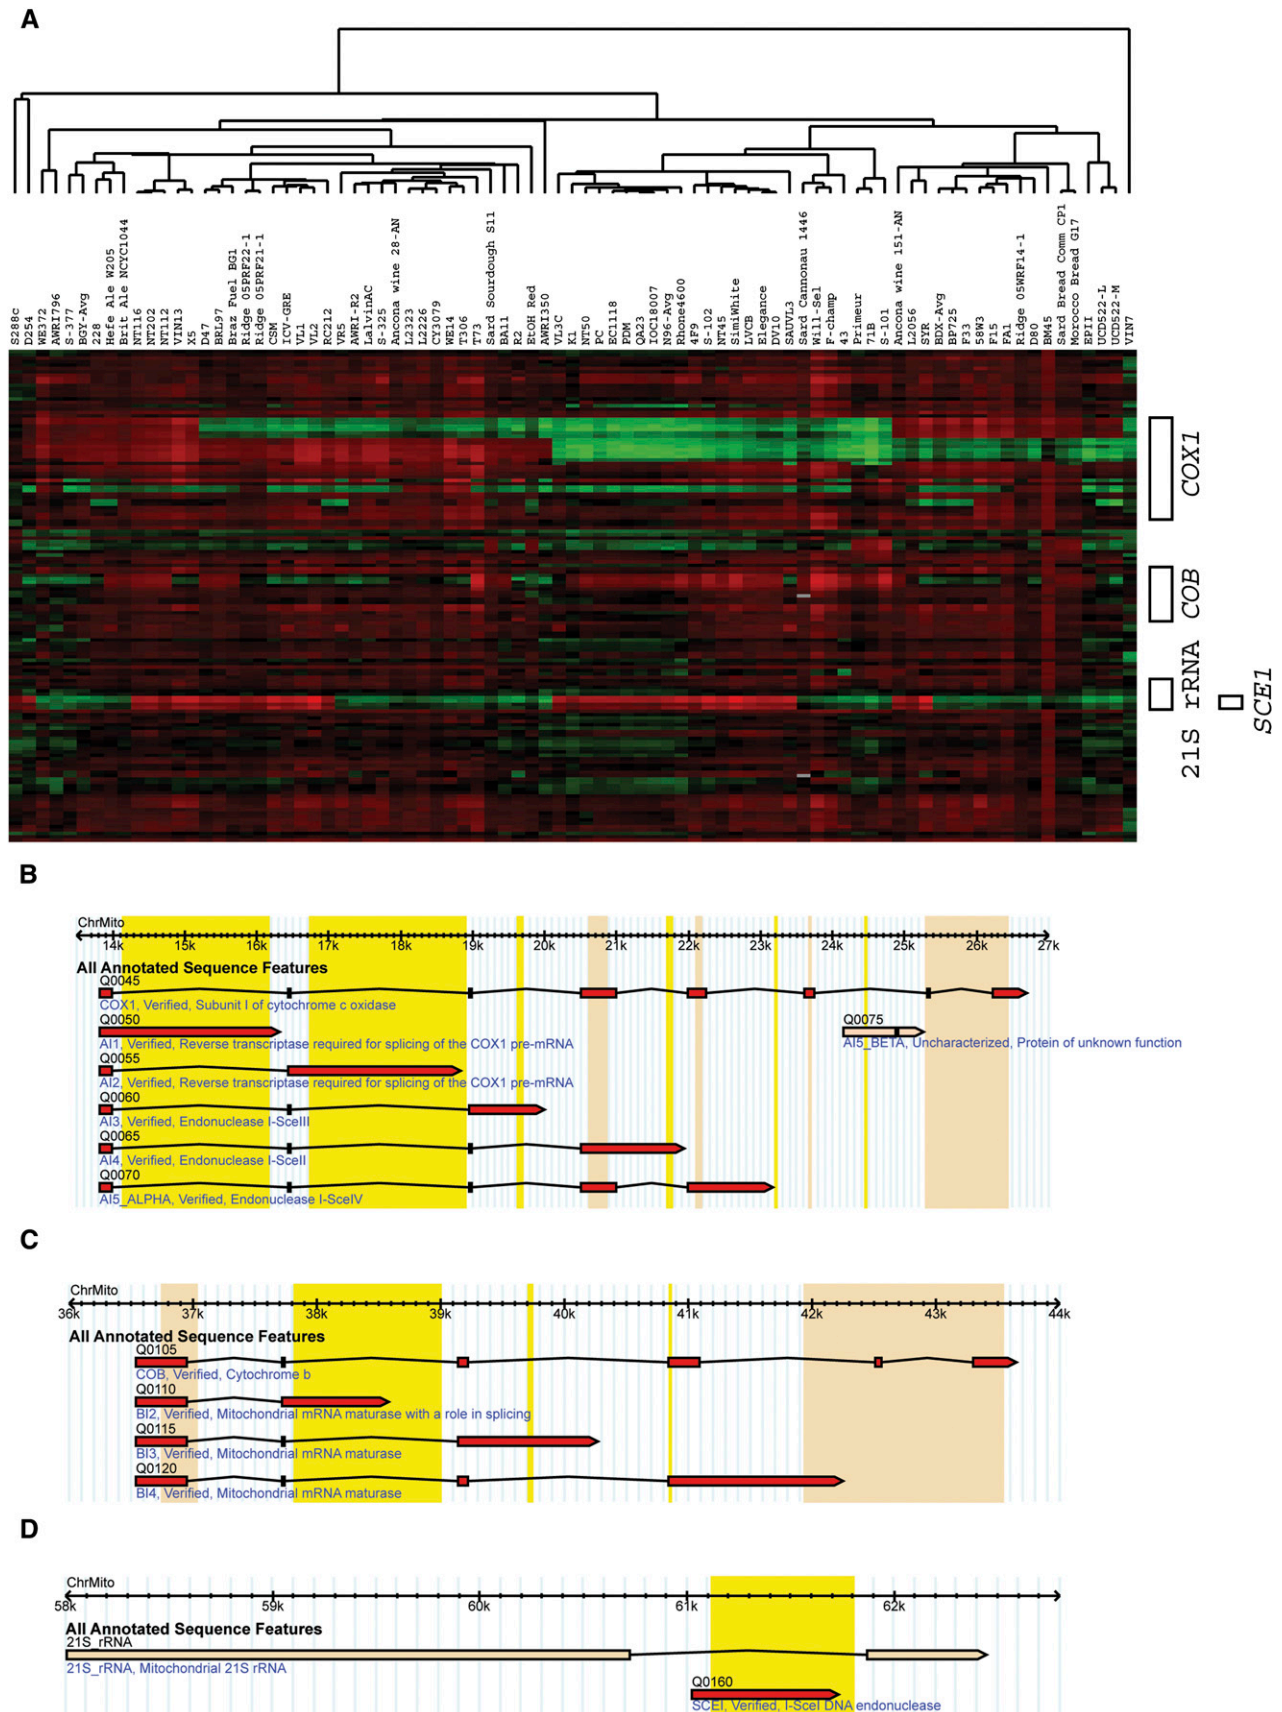 A
S288c
D254
WE372
AWRI796
S-377
BGY-Avg
228
Hefe Ale W205
Brit Ale NCYC1044
NT116
NT202
NT112
VIN13
X5
D47
BRL97
Braz Fuel BG1
Ridge 05PRF22-1
Ridge 05PRF21-1
CSM
ICV-GRE
VL1
VL2
RC212
VR5
AWRI-R2
LalvinAC
S-325
Ancona wine 28-AN
L2323
L2226
CY3079
WE14
T306
T73
Sard Sourdough S11
BA11
R2
EtOH Red
AWRI350
VL3C
K1
NT50
PC
EC1118
PDM
QA23
IOC18007
N96-Avg
Rhone4600
4F9
S-102
NT45
SimiWhite
LVCB
Elegance
DV10
SAUVL3
Sard Cannonau 1446
Will-Sel
F-champ
43
Primeur
71B
S-101
Ancona wine 151-AN
L2056
STR
BDX-Avg
BP725
F33
58W3
F15
FA1
Ridge 05WRF14-1
D80
BM45
Sard Bread Comm CP1
Morocco Bread G17
EPII
UCD522-L
UCD522-M
VIN7
COX1
COB
21S rRNA
SCE1
B
ChrMito
14k 15k 16k 17k 18k 19k 20k 21k 22k 23k 24k 25k 26k 27k
All Annotated Sequence Features
Q0045
COX1, Verified, Subunit I of cytochrome c oxidase
Q0050
AI1, Verified, Reverse transcriptase required for splicing of the COX1 pre-mRNA
Q0075
AI5_BETA, Uncharacterized, Protein of unknown function
Q0055
AI2, Verified, Reverse transcriptase required for splicing of the COX1 pre-mRNA
Q0060
AI3, Verified, Endonuclease I-SceIII
Q0065
AI4, Verified, Endonuclease I-SceII
Q0070
AI5_ALPHA, Verified, Endonuclease I-SceIV
C
ChrMito
36k 37k 38k 39k 40k 41k 42k 43k 44k
All Annotated Sequence Features
Q0105
COB, Verified, Cytochrome b
Q0110
BI2, Verified, Mitochondrial mRNA maturase with a role in splicing
Q0115
BI3, Verified, Mitochondrial mRNA maturase
Q0120
BI4, Verified, Mitochondrial mRNA maturase
D
ChrMito
58k 59k 60k 61k 62k
All Annotated Sequence Features
21S_rRNA
21S_rRNA, Mitochondrial 21S rRNA
Q0160
SCEI, Verified, I-SceI DNA endonuclease